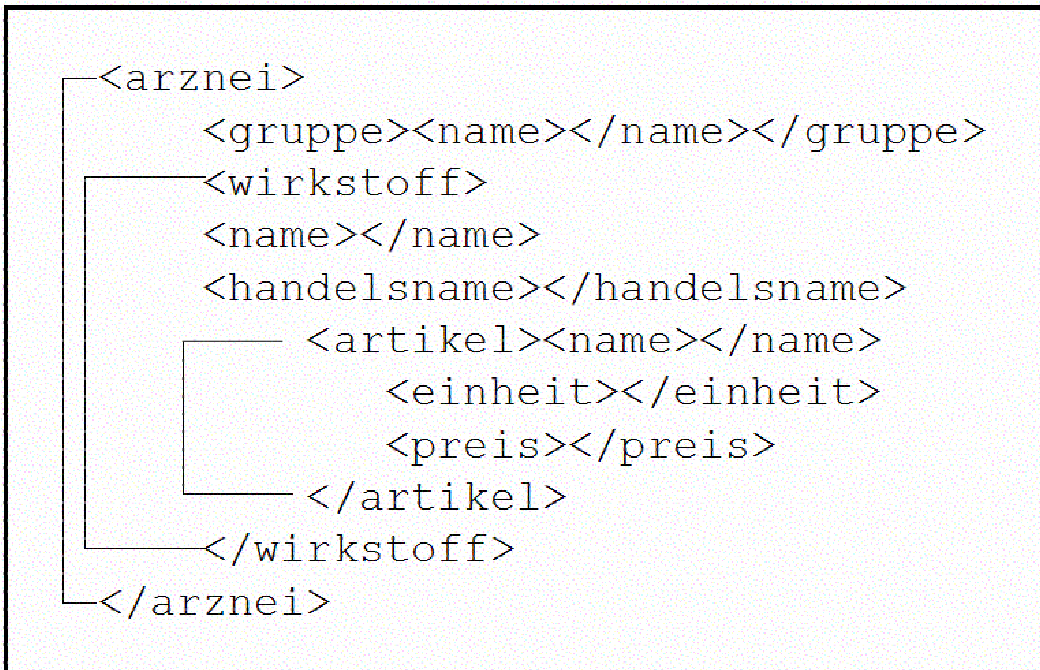 <arznei>
<gruppe><name></name></gruppe>
<wirkstoff>
<name></name>
<handelsname></handelsname>
<artikel><name></name>
<einheit></einheit>
<preis></preis>
</artikel>
</wirkstoff>
</arznei>